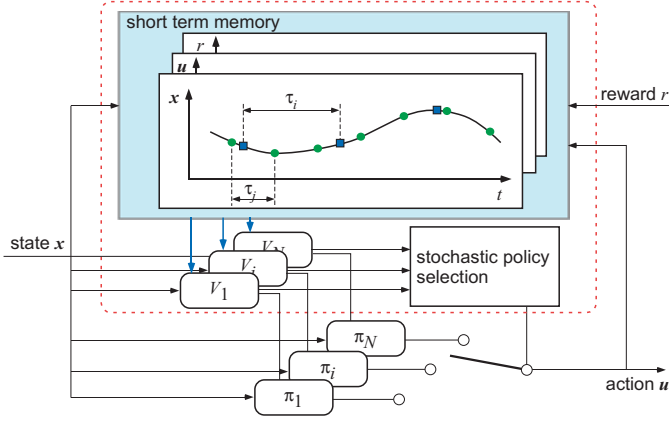 short term memory
r
u
x
τi
τj
t
reward r
state x
VN
Vi
V1
stochastic policy
selection
πN
πi
π1
action u